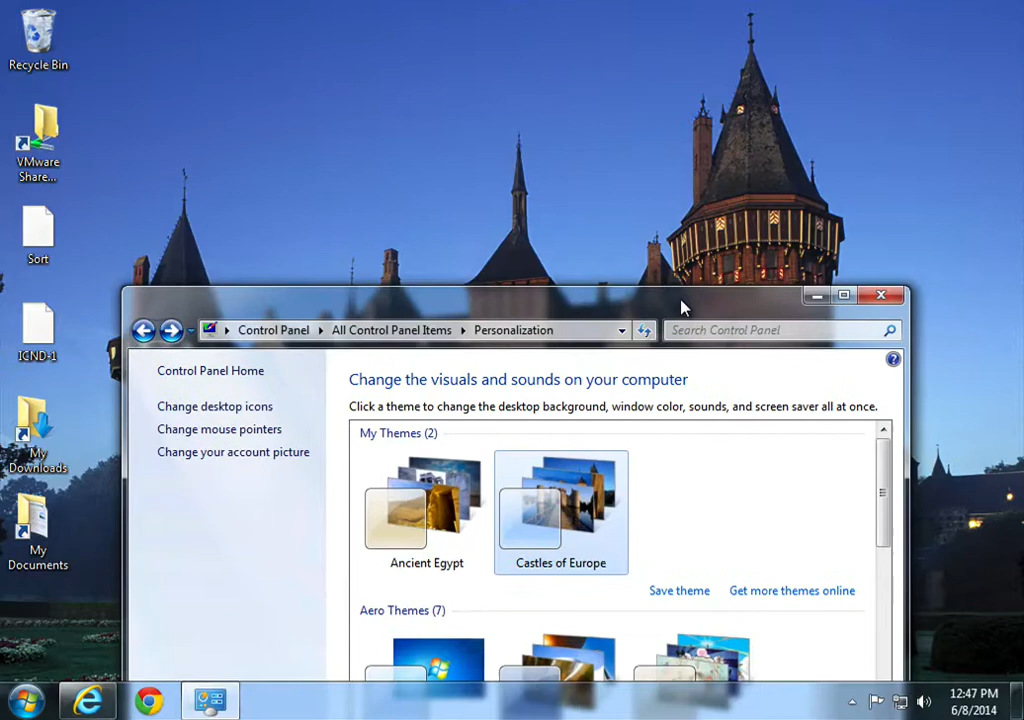 Recycle Bin
VMware
Share...
Sort
ICND-1
My
Downloads
My
Documents
Control Panel
All Control Panel Items
Personalization
Search Control Panel
Control Panel Home
Change desktop icons
Change mouse pointers
Change your account picture
Change the visuals and sounds on your computer
Click a theme to change the desktop background, window color, sounds, and screen saver all at once.
My Themes (2)
Ancient Egypt
Castles of Europe
Save theme
Get more themes online
Aero Themes (7)
12:47 PM
6/8/2014